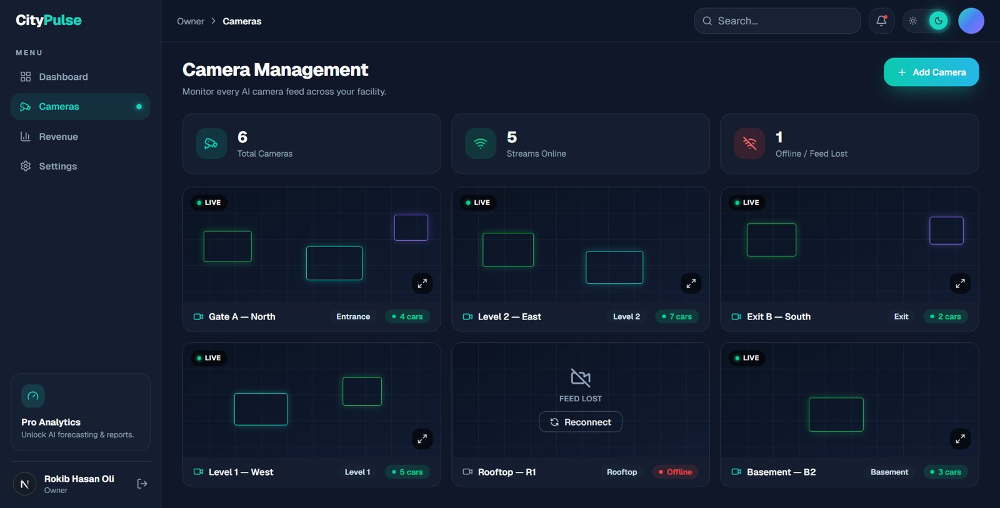 CityPulse
MENU
Dashboard
Cameras
Revenue
Settings
Pro Analytics
Unlock AI forecasting & reports.
N
Rokib Hasan Oli
Owner
Owner > Cameras
Search...
Camera Management
Monitor every AI camera feed across your facility.
+ Add Camera
6
Total Cameras
5
Streams Online
1
Offline / Feed Lost
LIVE
Gate A — North
Entrance
4 cars
LIVE
Level 2 — East
Level 2
7 cars
LIVE
Exit B — South
Exit
2 cars
LIVE
Level 1 — West
Level 1
5 cars
FEED LOST
Reconnect
Rooftop — R1
Rooftop
Offline
LIVE
Basement — B2
Basement
3 cars